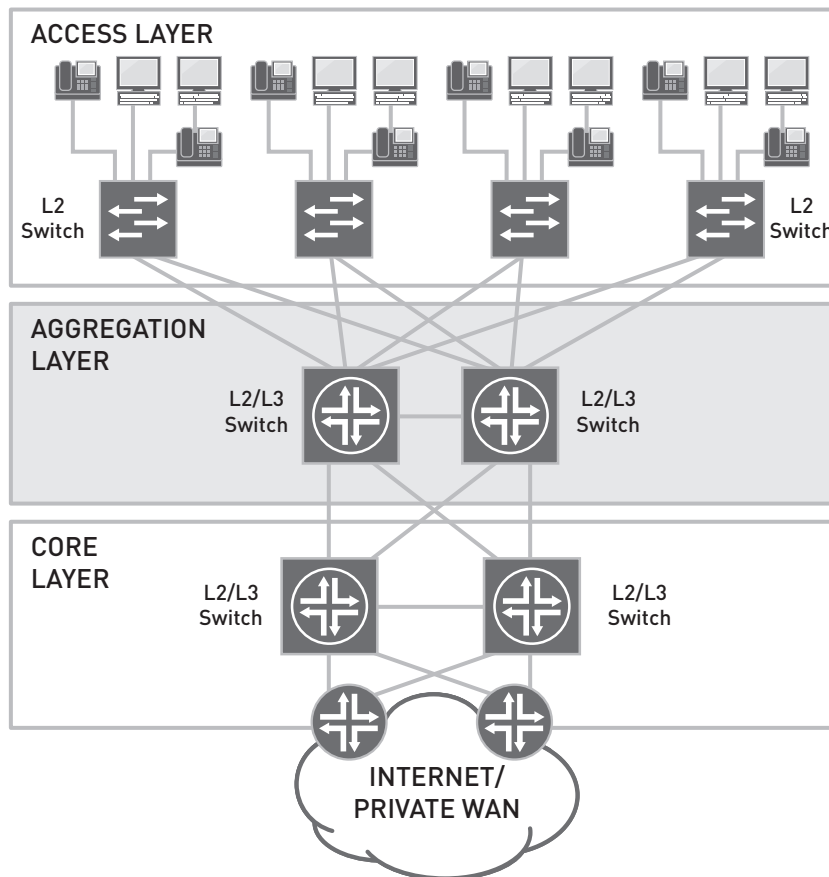 ACCESS LAYER
L2
Switch
L2
Switch
AGGREGATION
LAYER
L2/L3
Switch
L2/L3
Switch
CORE
LAYER
L2/L3
Switch
L2/L3
Switch
INTERNET/
PRIVATE WAN